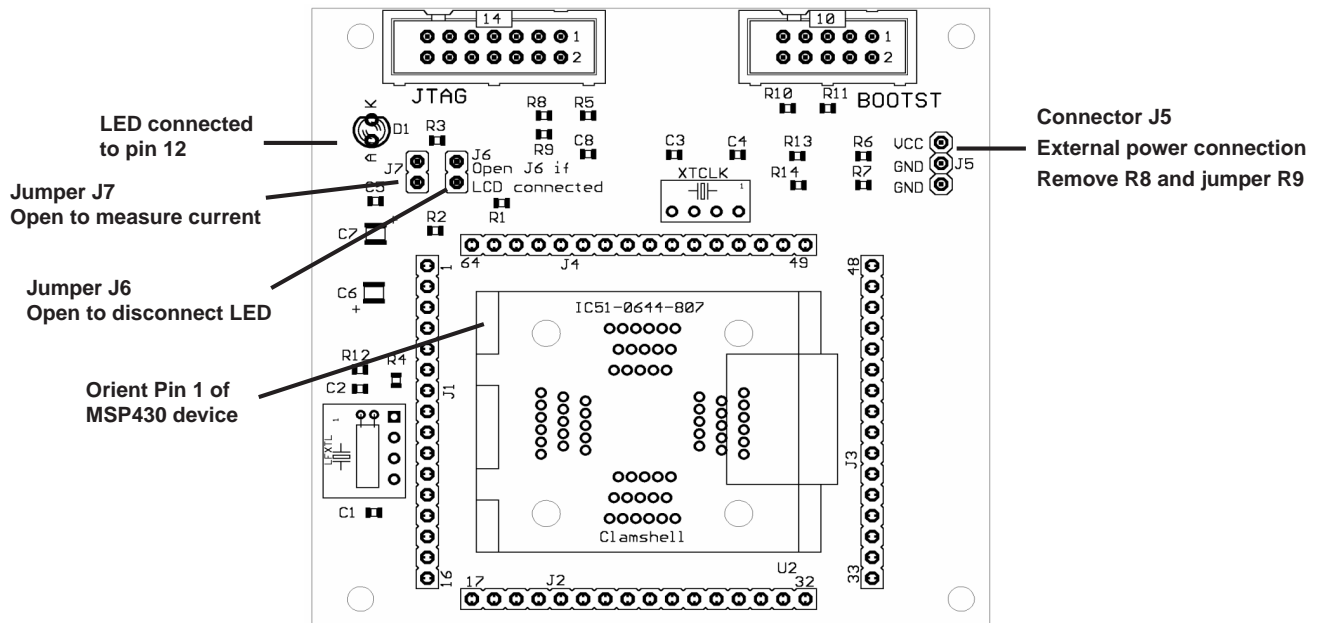 14
1
2
JTAG
10
1
2
BOOTST
R10
R11
R8
R5
R9
C8
K
D1
A
R3
J7
J6
Open J6 if
LCD connected
C5
+
C7
R2
R1
C3
C4
R13
R14
R6
R7
VCC
GND
GND
J5
XTCLK
1
64
J4
49
1
J1
16
48
J3
33
17
J2
32
U2
C6
+
R12
R4
C2
LFXTL
1
C1
IC51-0644-807
Clamshell
LED connected
to pin 12
Jumper J7
Open to measure current
Jumper J6
Open to disconnect LED
Orient Pin 1 of
MSP430 device
Connector J5
External power connection
Remove R8 and jumper R9